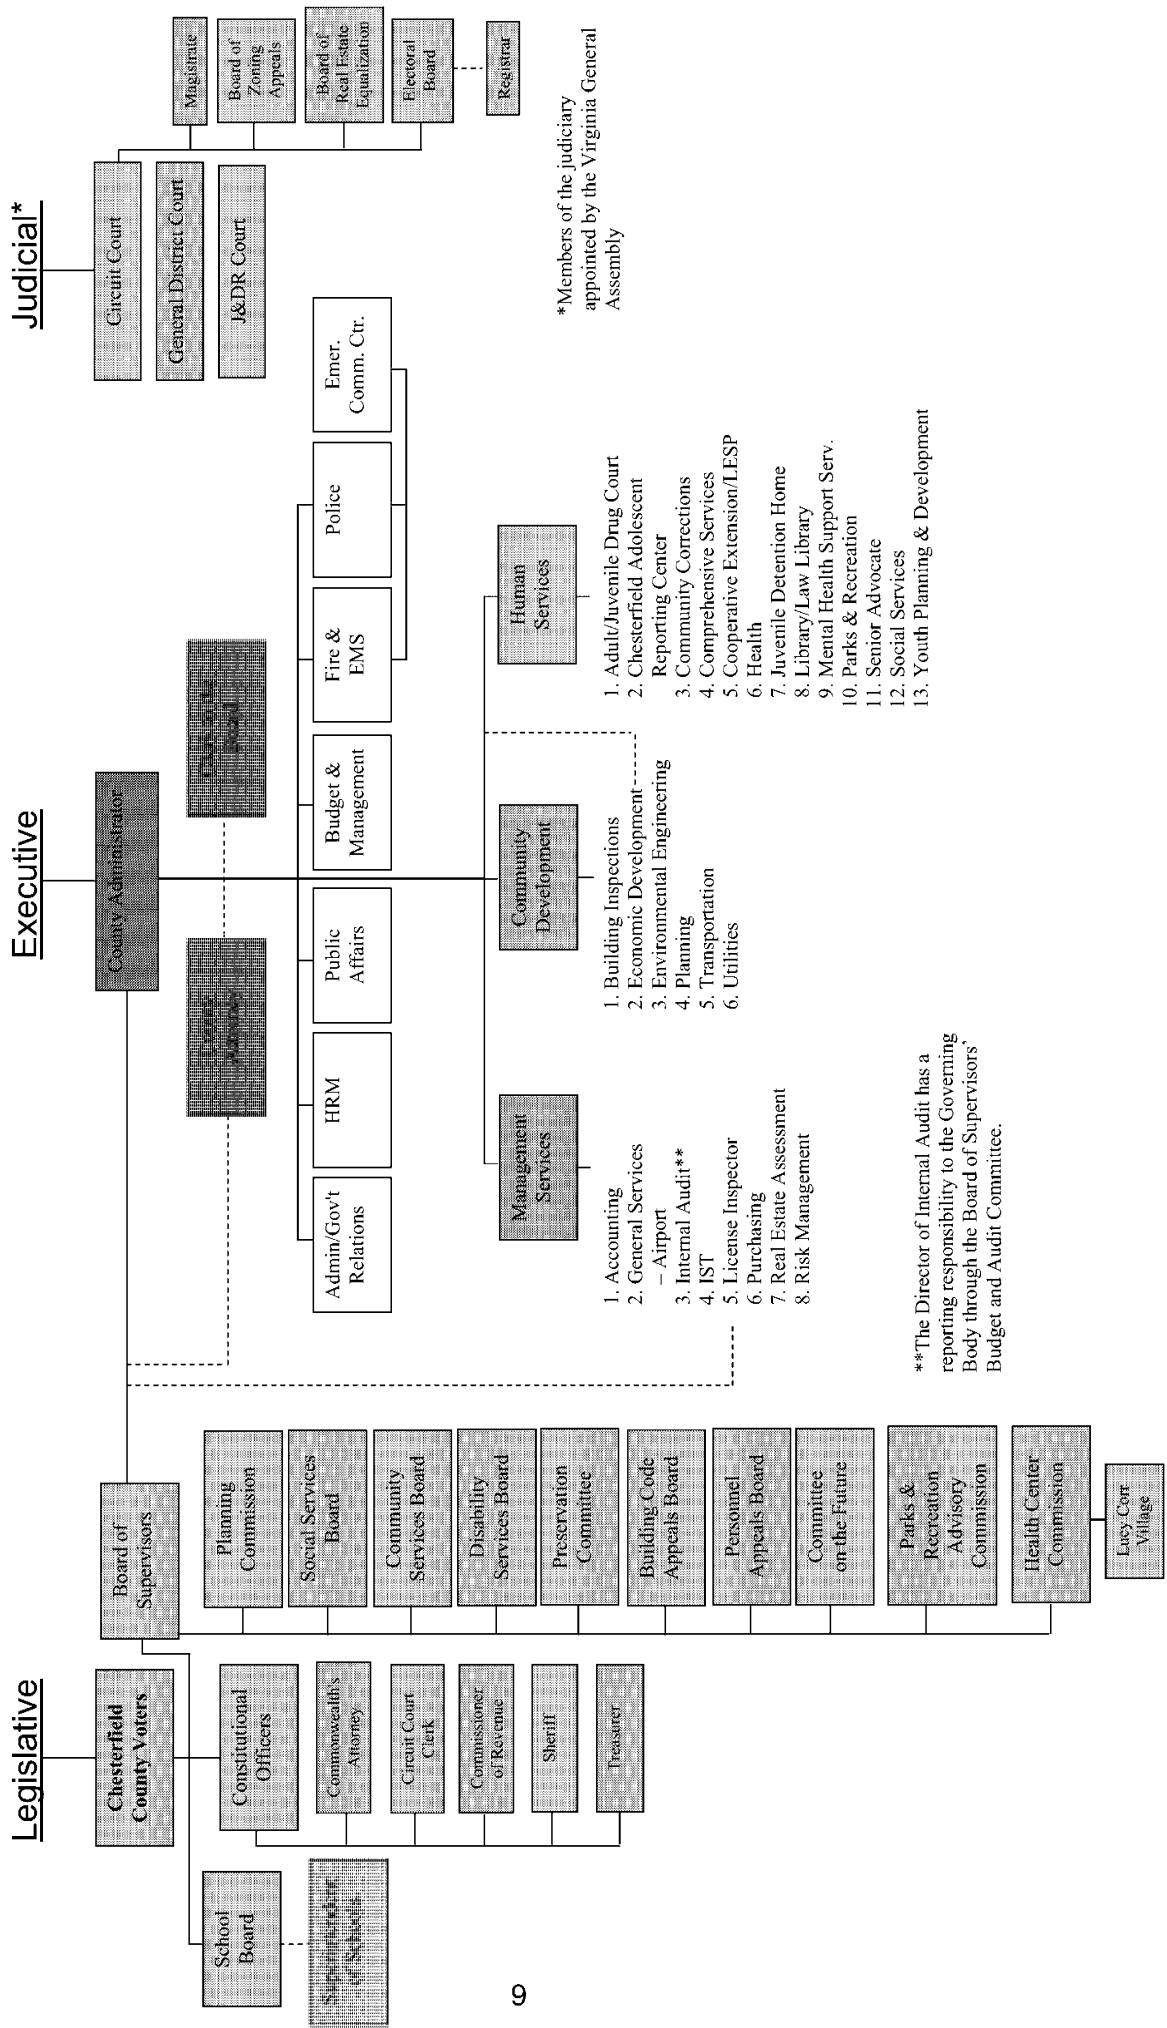 Legislative
Chesterfield
County Voters
School
Board
of Schools
Constitutional
Officers
Commonwealth's
Attorney
Circuit Court
Clerk
Commissioner
of Revenue
Sheriff
Treasurer
Board of
Supervisors
Planning
Commission
Social Services
Board
Community
Services Board
Disability
Services Board
Preservation
Committee
Building Code
Appeals Board
Personnel
Appeals Board
Committee
on the Future
Parks &
Recreation
Advisory
Commission
Health Center
Commission
Lucy Corr
Village
Executive
County Administrator
Admin/Gov't
Relations
HRM
Public
Affairs
Budget &
Management
Fire &
EMS
Police
Emer.
Comm. Ctr.
Management
Services
1. Accounting
2. General Services
– Airport
3. Internal Audit**
4. IST
5. License Inspector
6. Purchasing
7. Real Estate Assessment
8. Risk Management
Community
Development
1. Building Inspections
2. Economic Development
3. Environmental Engineering
4. Planning
5. Transportation
6. Utilities
Human
Services
1. Adult/Juvenile Drug Court
2. Chesterfield Adolescent
Reporting Center
3. Community Corrections
4. Comprehensive Services
5. Cooperative Extension/LESP
6. Health
7. Juvenile Detention Home
8. Library/Law Library
9. Mental Health Support Serv.
10. Parks & Recreation
11. Senior Advocate
12. Social Services
13. Youth Planning & Development
**The Director of Internal Audit has a
reporting responsibility to the Governing
Body through the Board of Supervisors'
Budget and Audit Committee.
Judicial*
Circuit Court
General District Court
J&DR Court
Magistrate
Board of
Zoning
Appeals
Board of
Real Estate
Equalization
Electoral
Board
Registrar
*Members of the judiciary
appointed by the Virginia General
Assembly
9